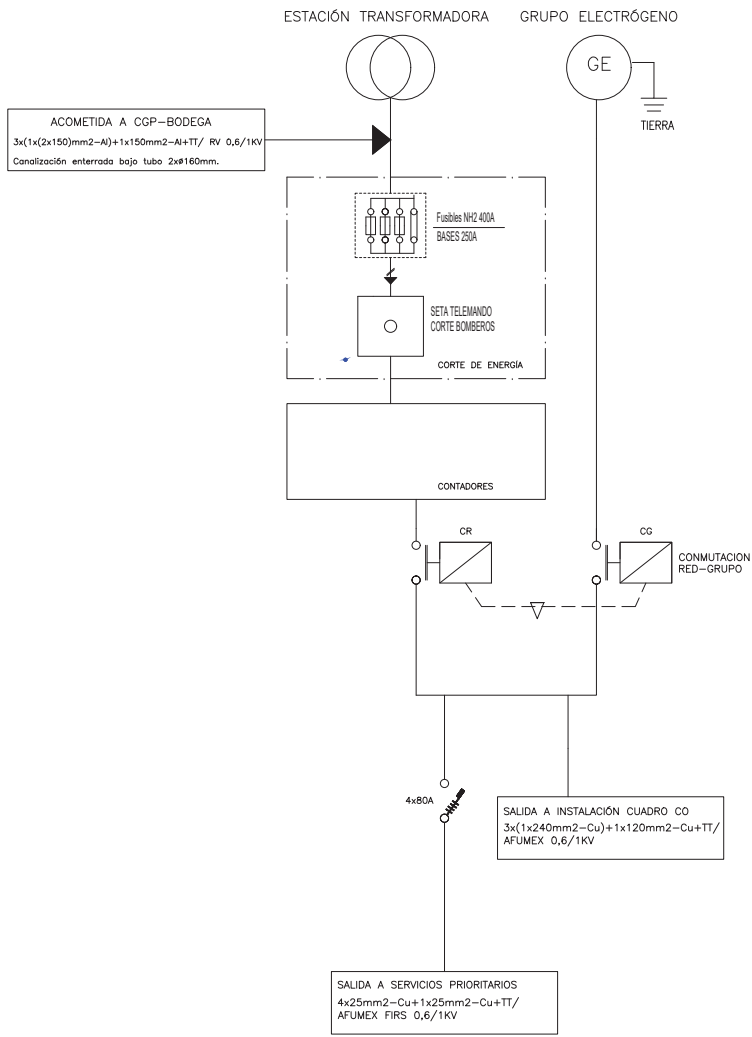 ESTACIÓN TRANSFORMADORA
GRUPO ELECTRÓGENO
GE
TIERRA
ACOMETIDA A CGP-BODEGA
3x(1x(2x150)mm2-Al)+1x150mm2-Al+TT/ RV 0,6/1KV
Canalización enterrada bajo tubo 2xø160mm.
Fusibles NH2 400A
BASES 250A
SETA TELEMANDO
CORTE BOMBEROS
CORTE DE ENERGÍA
CONTADORES
CR
CG
CONMUTACION
RED-GRUPO
4x80A
SALIDA A INSTALACIÓN CUADRO CO
3x(1x240mm2-Cu)+1x120mm2-Cu+TT/
AFUMEX 0,6/1KV
SALIDA A SERVICIOS PRIORITARIOS
4x25mm2-Cu+1x25mm2-Cu+TT/
AFUMEX FIRS 0,6/1KV